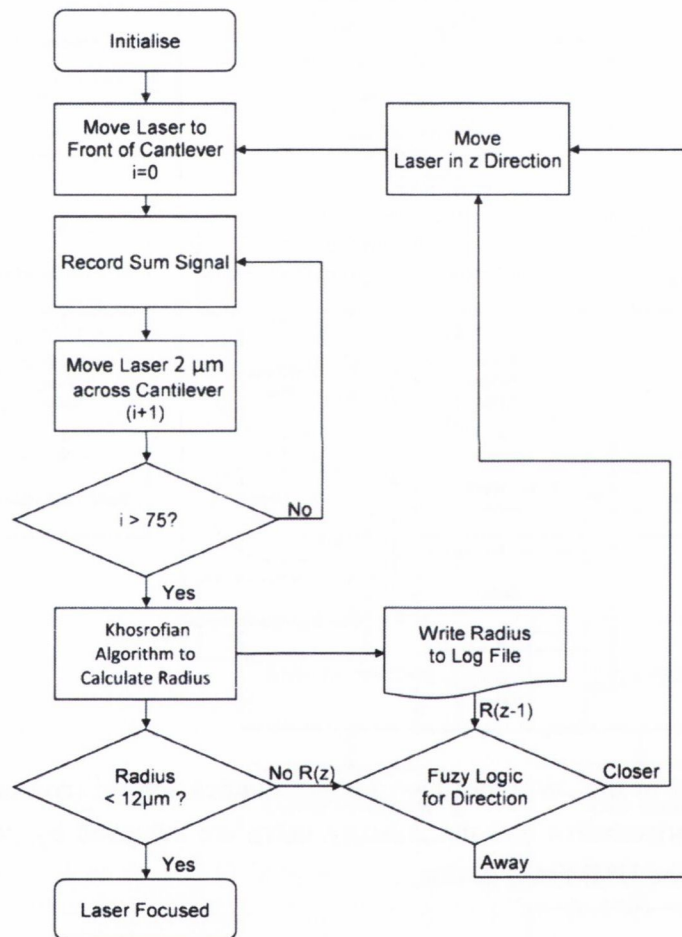 Initialise
Move Laser to
Front of Cantlever
i=0
Move
Laser in z Direction
Record Sum Signal
Move Laser 2 µm
across Cantilever
(i+1)
i > 75?
No
Yes
Khosrofian
Algorithm to
Calculate Radius
Write Radius
to Log File
R(z-1)
Radius
< 12µm ?
No R(z)
Fuzy Logic
for Direction
Closer
Away
Yes
Laser Focused